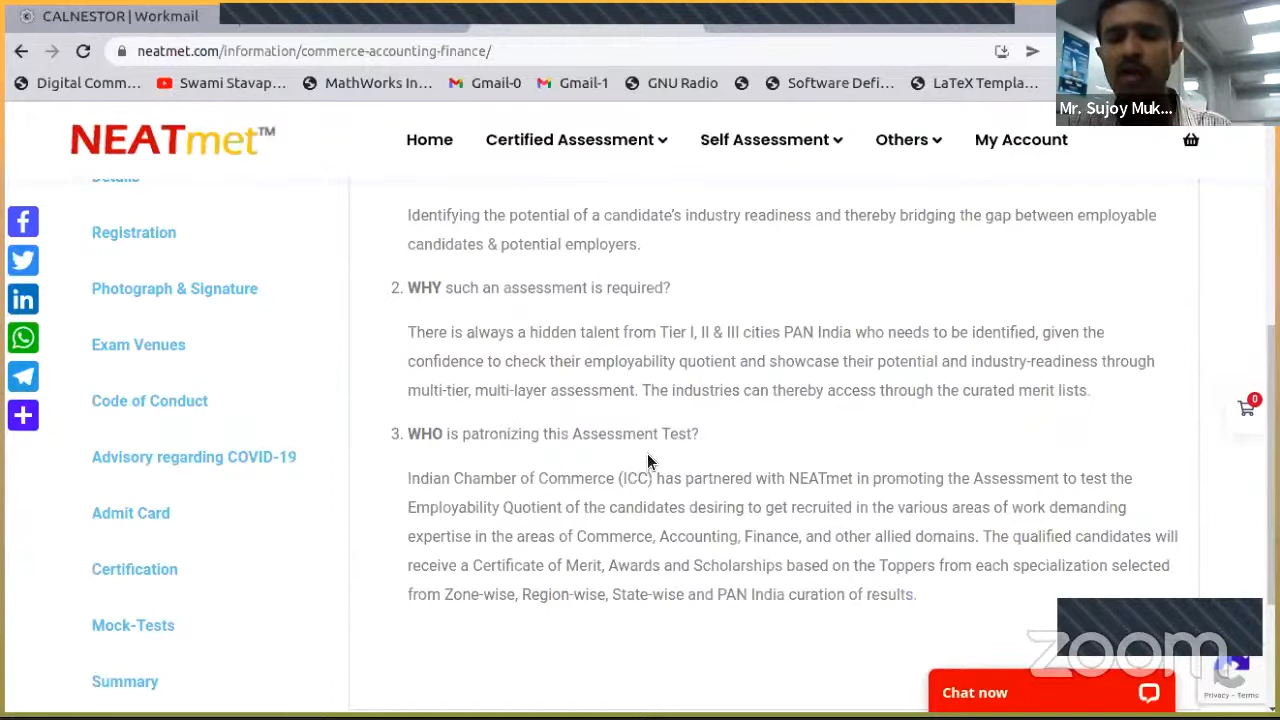 CALNESTOR | Workmail
neatmet.com/information/commerce-accounting-finance/
Digital Comm... Swami Stavap... MathWorks In... Gmail-0 Gmail-1 GNU Radio Software Defi... LaTeX Templa...
Mr. Sujoy Muk...
NEATmet™ Home Certified Assessment Self Assessment Others My Account
Details
Registration
Photograph & Signature
Exam Venues
Code of Conduct
Advisory regarding COVID-19
Admit Card
Certification
Mock-Tests
Summary
Identifying the potential of a candidate's industry readiness and thereby bridging the gap between employable
candidates & potential employers.
2. WHY such an assessment is required?
There is always a hidden talent from Tier I, II & III cities PAN India who needs to be identified, given the
confidence to check their employability quotient and showcase their potential and industry-readiness through
multi-tier, multi-layer assessment. The industries can thereby access through the curated merit lists.
3. WHO is patronizing this Assessment Test?
Indian Chamber of Commerce (ICC) has partnered with NEATmet in promoting the Assessment to test the
Employability Quotient of the candidates desiring to get recruited in the various areas of work demanding
expertise in the areas of Commerce, Accounting, Finance, and other allied domains. The qualified candidates will
receive a Certificate of Merit, Awards and Scholarships based on the Toppers from each specialization selected
from Zone-wise, Region-wise, State-wise and PAN India curation of results.
0
zoom
Privacy - Terms
Chat now